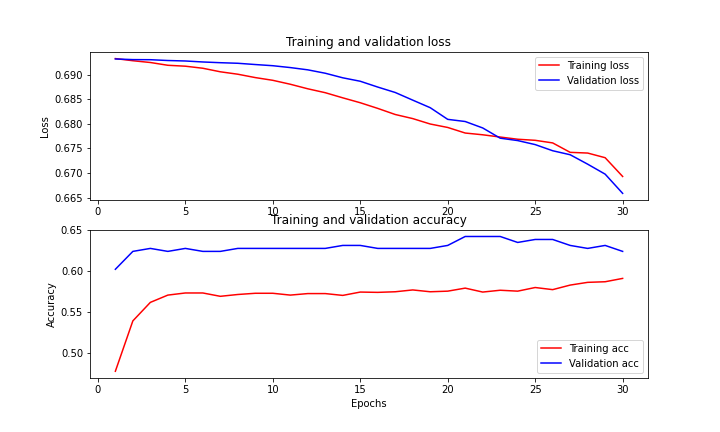 Training and validation loss
Loss
0.690
0.685
0.680
0.675
0.670
0.665
Training loss
Validation loss
0 5 10 15 20 25 30
Training and validation accuracy
Accuracy
0.65
0.60
0.55
0.50
Training acc
Validation acc
0 5 10 15 20 25 30
Epochs